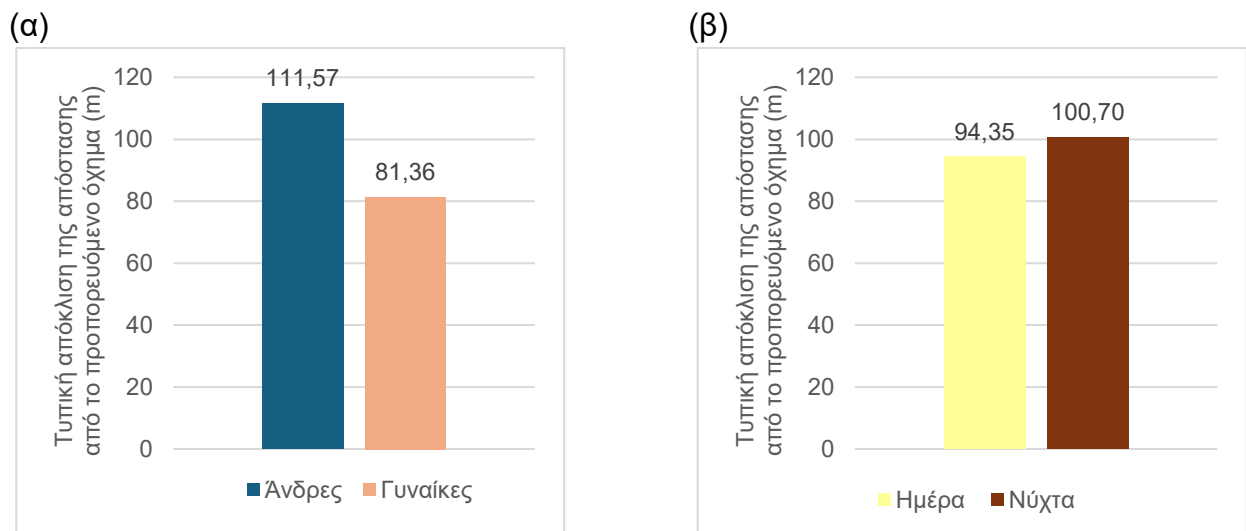 (α)
Τυπική απόκλιση της απόστασης
από το προπορευόμενο όχημα (m)
120
100
80
60
40
20
0
111,57
81,36
Άνδρες Γυναίκες
(β)
Τυπική απόκλιση της απόστασης
από το προπορευόμενο όχημα (m)
120
100
80
60
40
20
0
94,35
100,70
Ημέρα Νύχτα